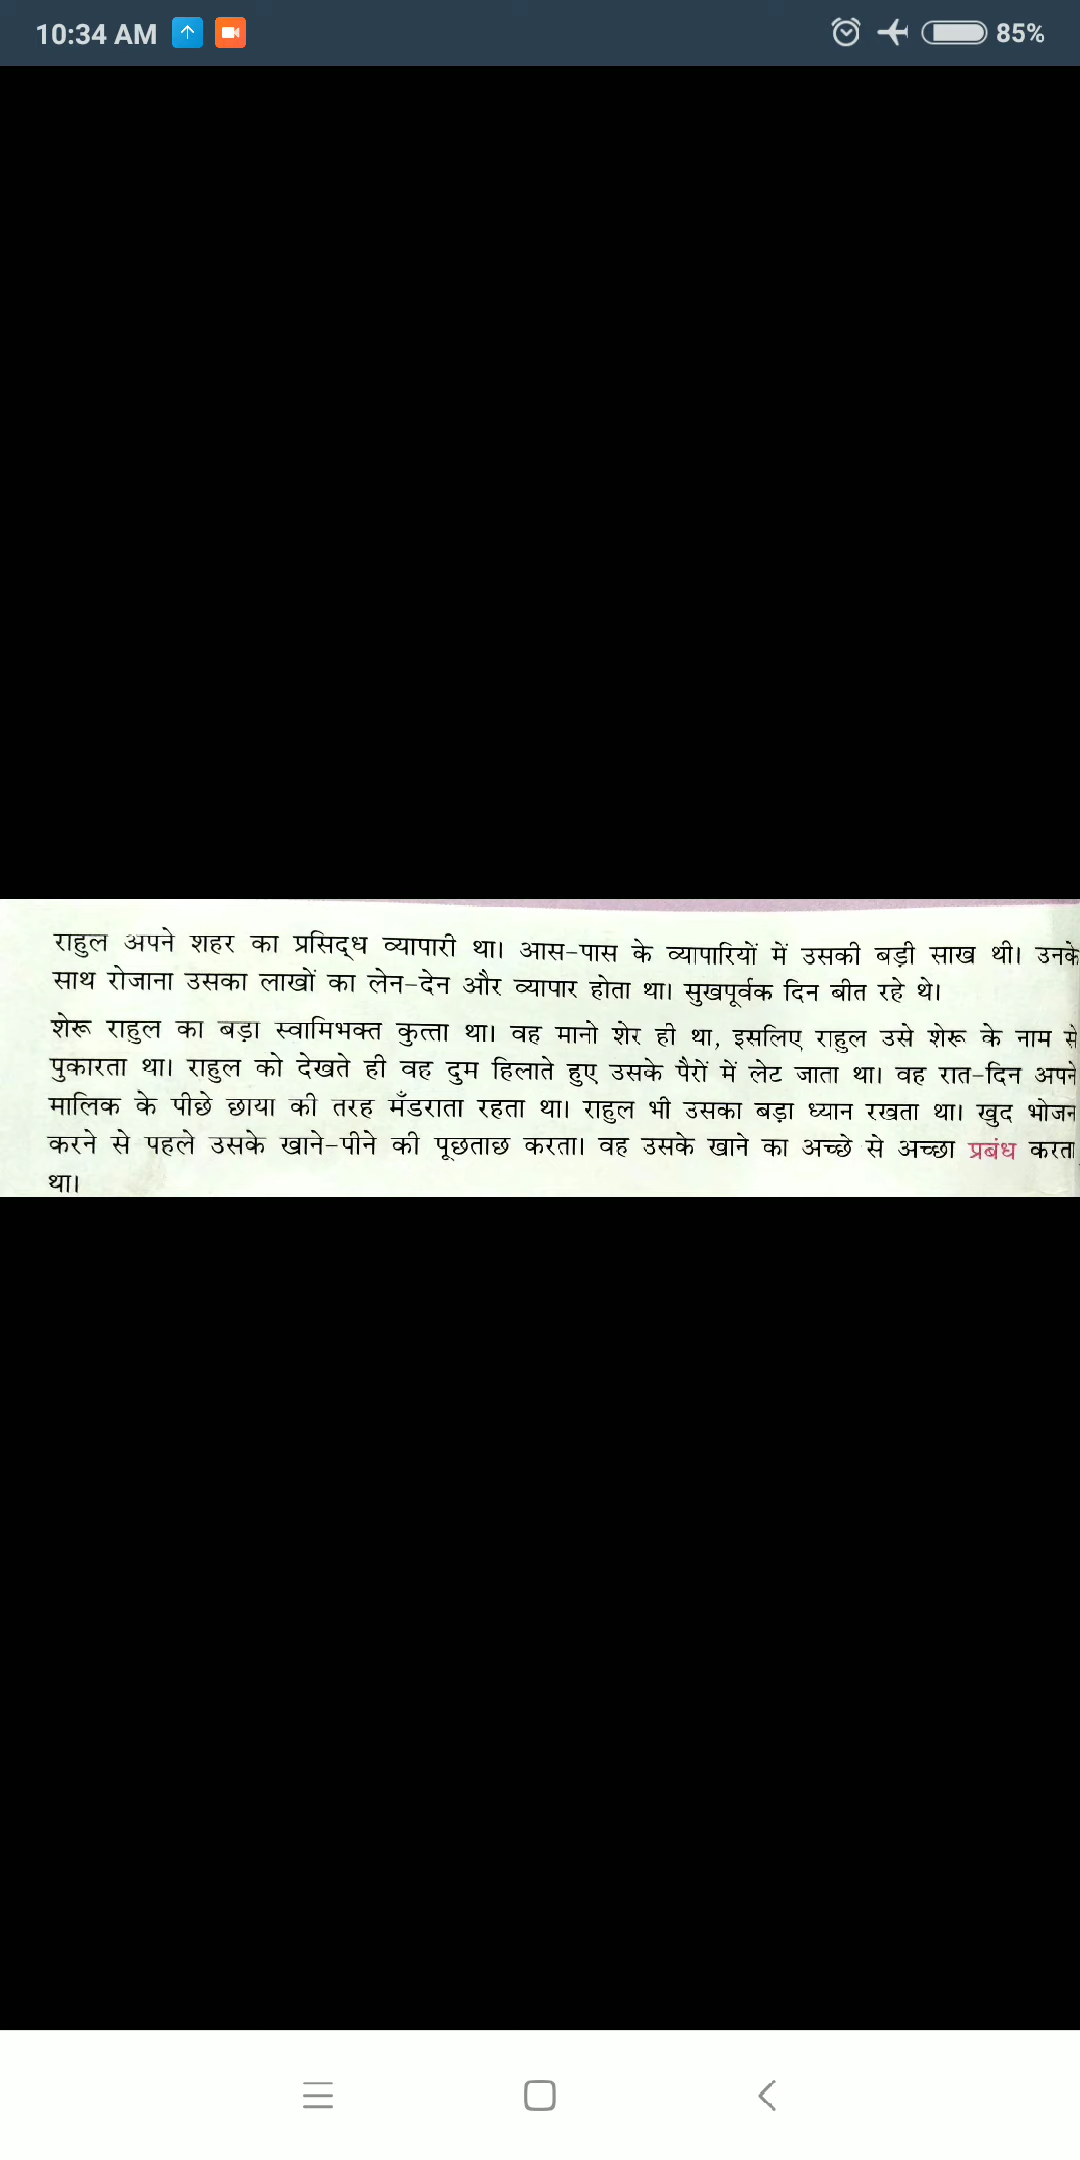 10:34 AM
85%
राहुल अपने शहर का प्रसिद्ध व्यापारी था। आस-पास के व्यापारियों में उसकी बड़ी साख थी। उनके
साथ रोजाना उसका लाखों का लेन-देन और व्यापार होता था। सुखपूर्वक दिन बीत रहे थे।
शेरू राहुल का बड़ा स्वामिभक्त कुत्ता था। वह मानो शेर ही था, इसलिए राहुल उसे शेरू के नाम से
पुकारता था। राहुल को देखते ही वह दुम हिलाते हुए उसके पैरों में लेट जाता था। वह रात-दिन अपने
मालिक के पीछे छाया की तरह मँडराता रहता था। राहुल भी उसका बड़ा ध्यान रखता था। खुद भोजन
करने से पहले उसके खाने-पीने की पूछताछ करता। वह उसके खाने का अच्छे से अच्छा प्रबंध करता
था।